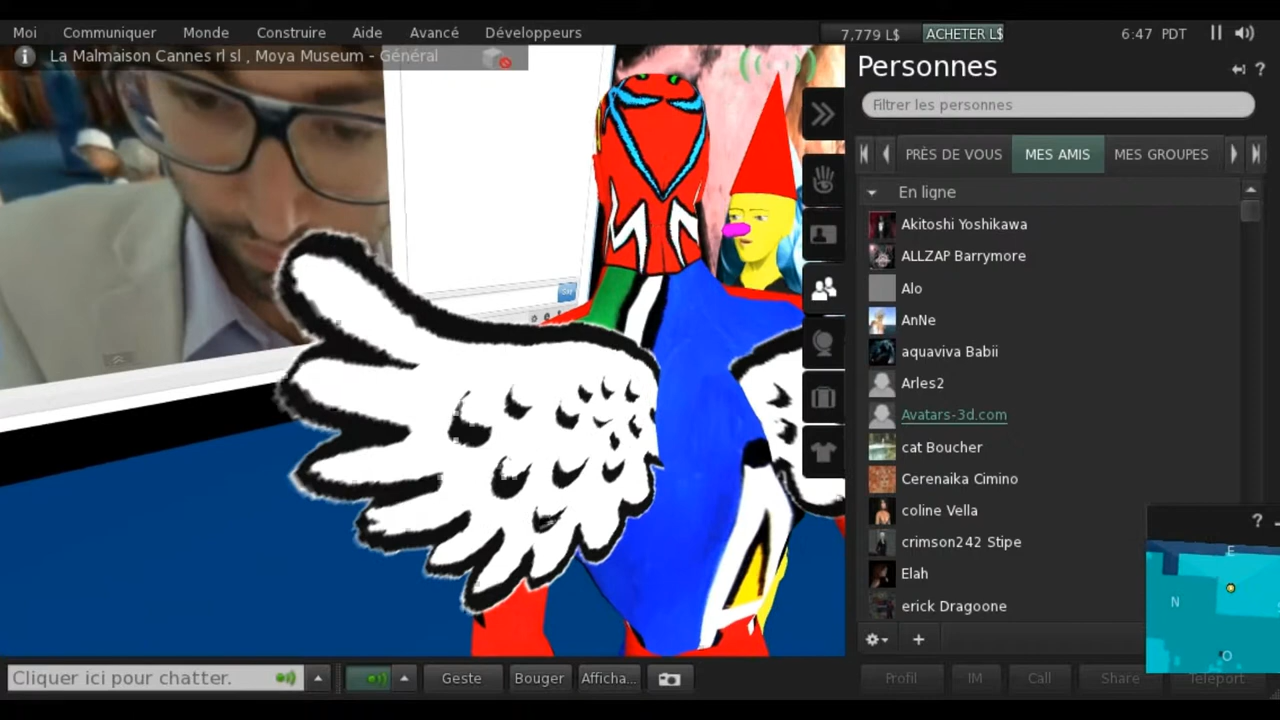 Moi Communiquer Monde Construire Aide Avancé Développeurs 7,779 L$ ACHETER L$ 6:47 PDT
La Malmaison Cannes rl sl , Moya Museum - Général
Personnes ?
Filtrer les personnes
PRÈS DE VOUS MES AMIS MES GROUPES
En ligne
Akitoshi Yoshikawa
ALLZAP Barrymore
Alo
AnNe
aquaviva Babii
Arles2
Avatars-3d.com
cat Boucher
Cerenaika Cimino
coline Vella
crimson242 Stipe
Elah
erick Dragoone
?
E
N
O
Cliquer ici pour chatter. Geste Bouger Afficha... Profil IM Call Share Teleport